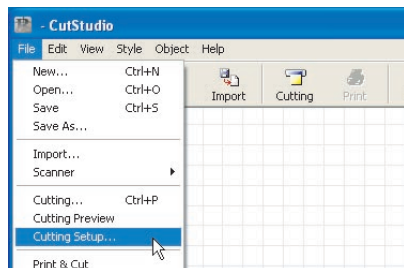 - CutStudio
File Edit View Style Object Help
New... Ctrl+N
Open... Ctrl+O
Save Ctrl+S
Save As...
Import...
Scanner
Cutting... Ctrl+P
Cutting Preview
Cutting Setup...
Print & Cut
Import Cutting Print